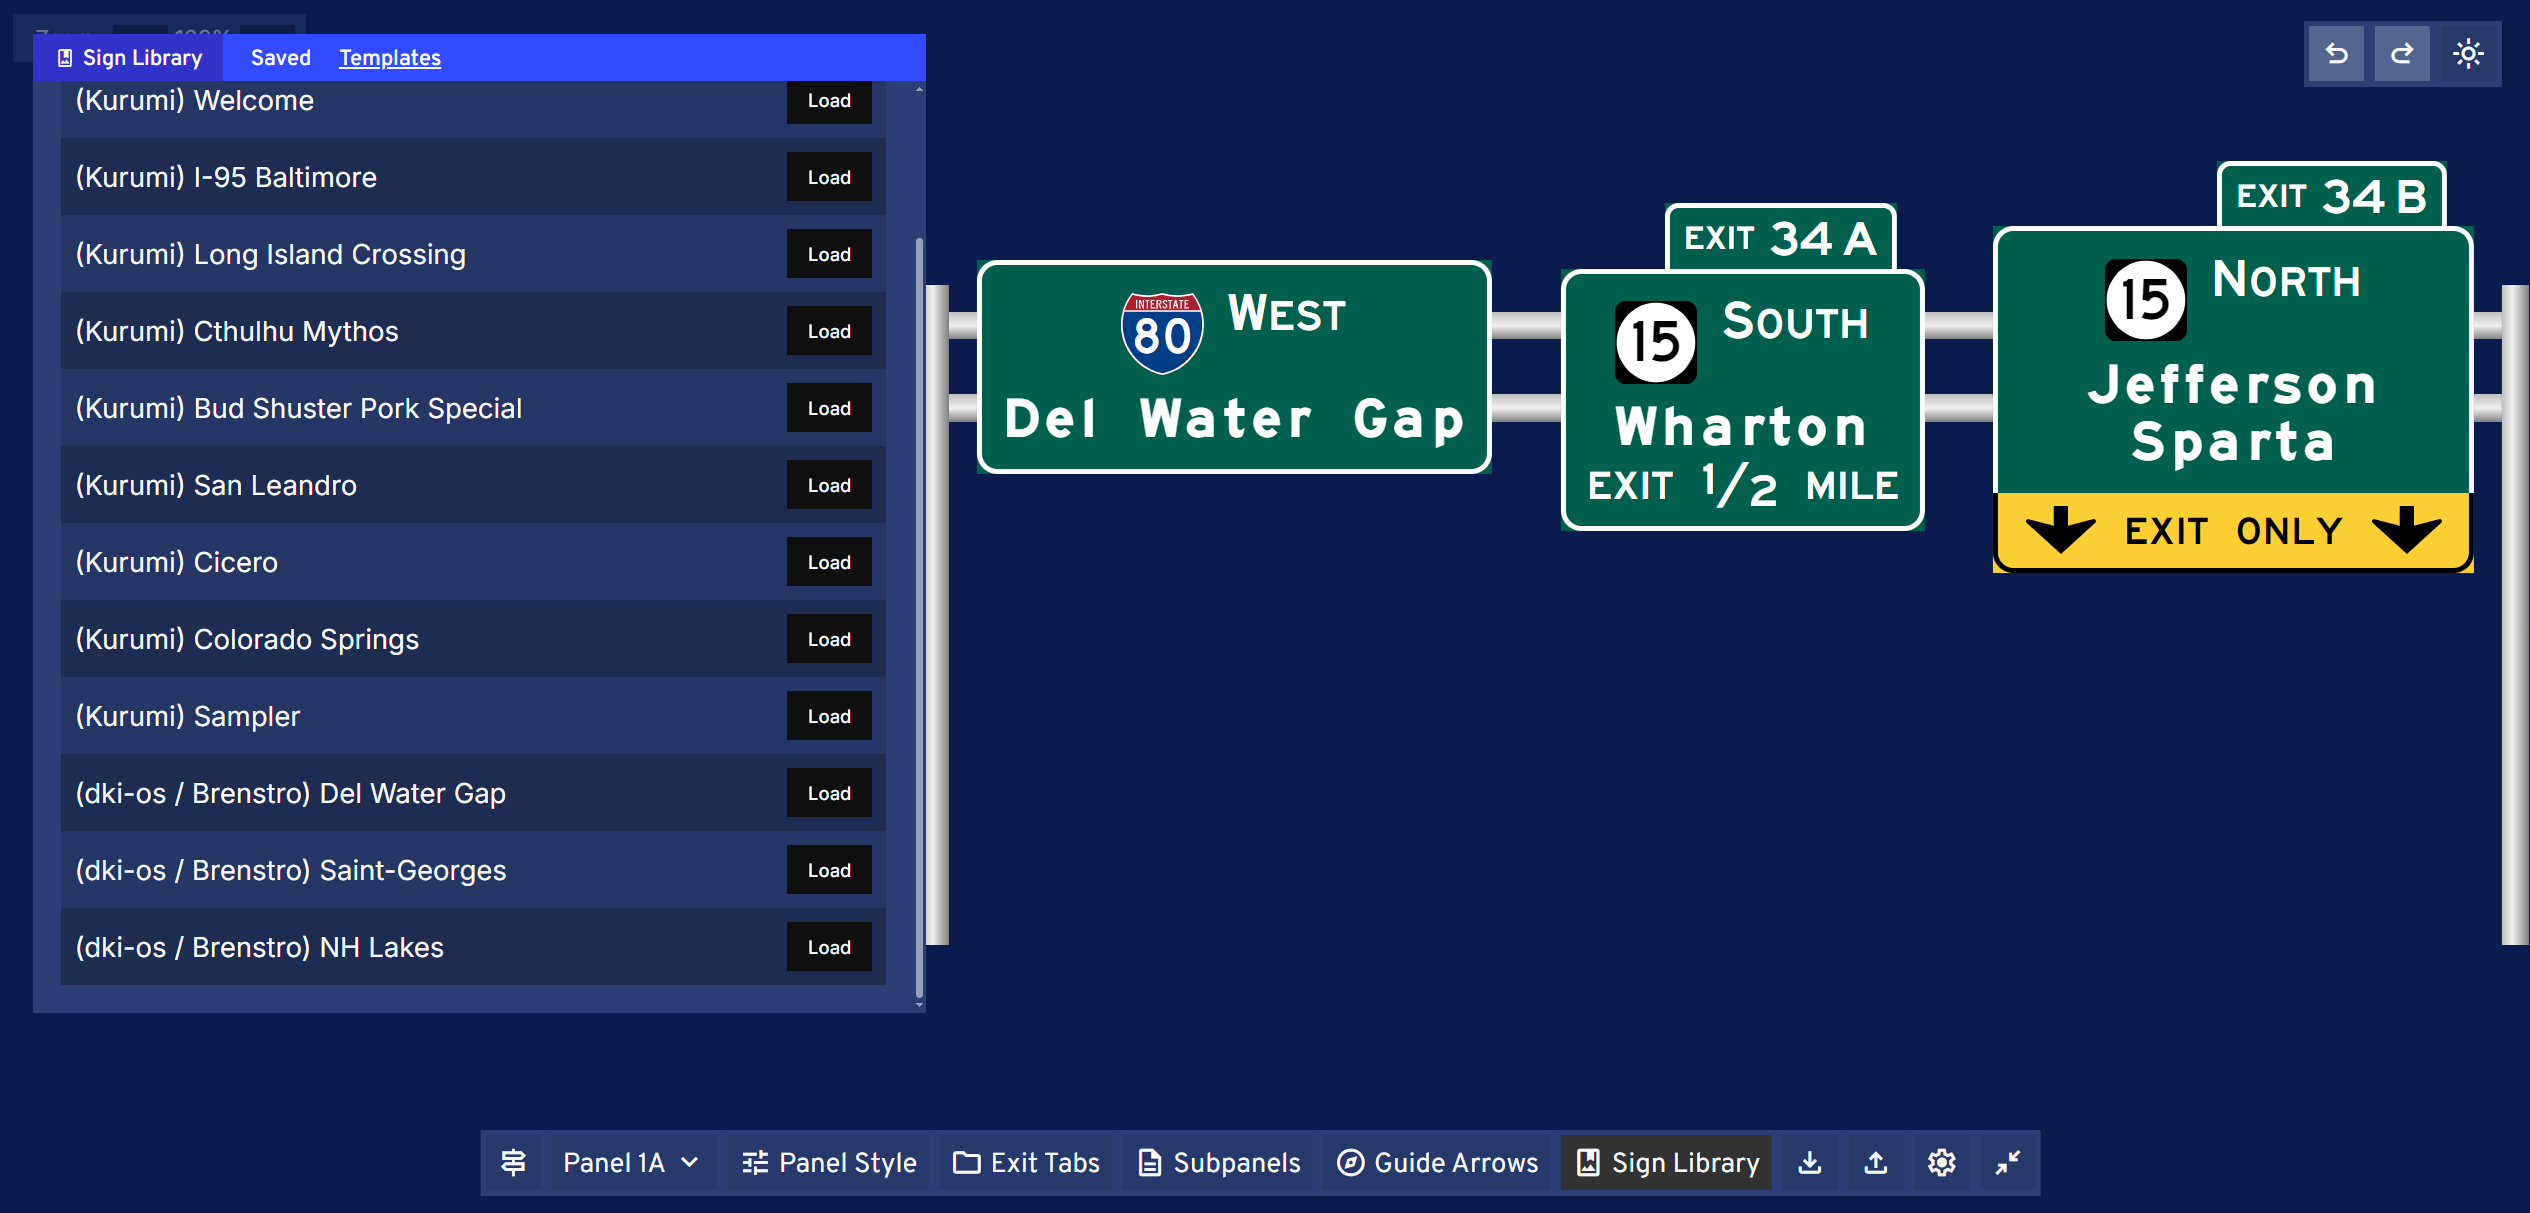 Sign Library Saved Templates
(Kurumi) Welcome Load
(Kurumi) I-95 Baltimore Load
(Kurumi) Long Island Crossing Load
(Kurumi) Cthulhu Mythos Load
(Kurumi) Bud Shuster Pork Special Load
(Kurumi) San Leandro Load
(Kurumi) Cicero Load
(Kurumi) Colorado Springs Load
(Kurumi) Sampler Load
(dki-os / Brenstro) Del Water Gap Load
(dki-os / Brenstro) Saint-Georges Load
(dki-os / Brenstro) NH Lakes Load
INTERSTATE
80 WEST
Del Water Gap
EXIT 34 A
15 SOUTH
Wharton
EXIT 1/2 MILE
EXIT 34 B
15 NORTH
Jefferson
Sparta
EXIT ONLY
Panel 1A Panel Style Exit Tabs Subpanels Guide Arrows Sign Library